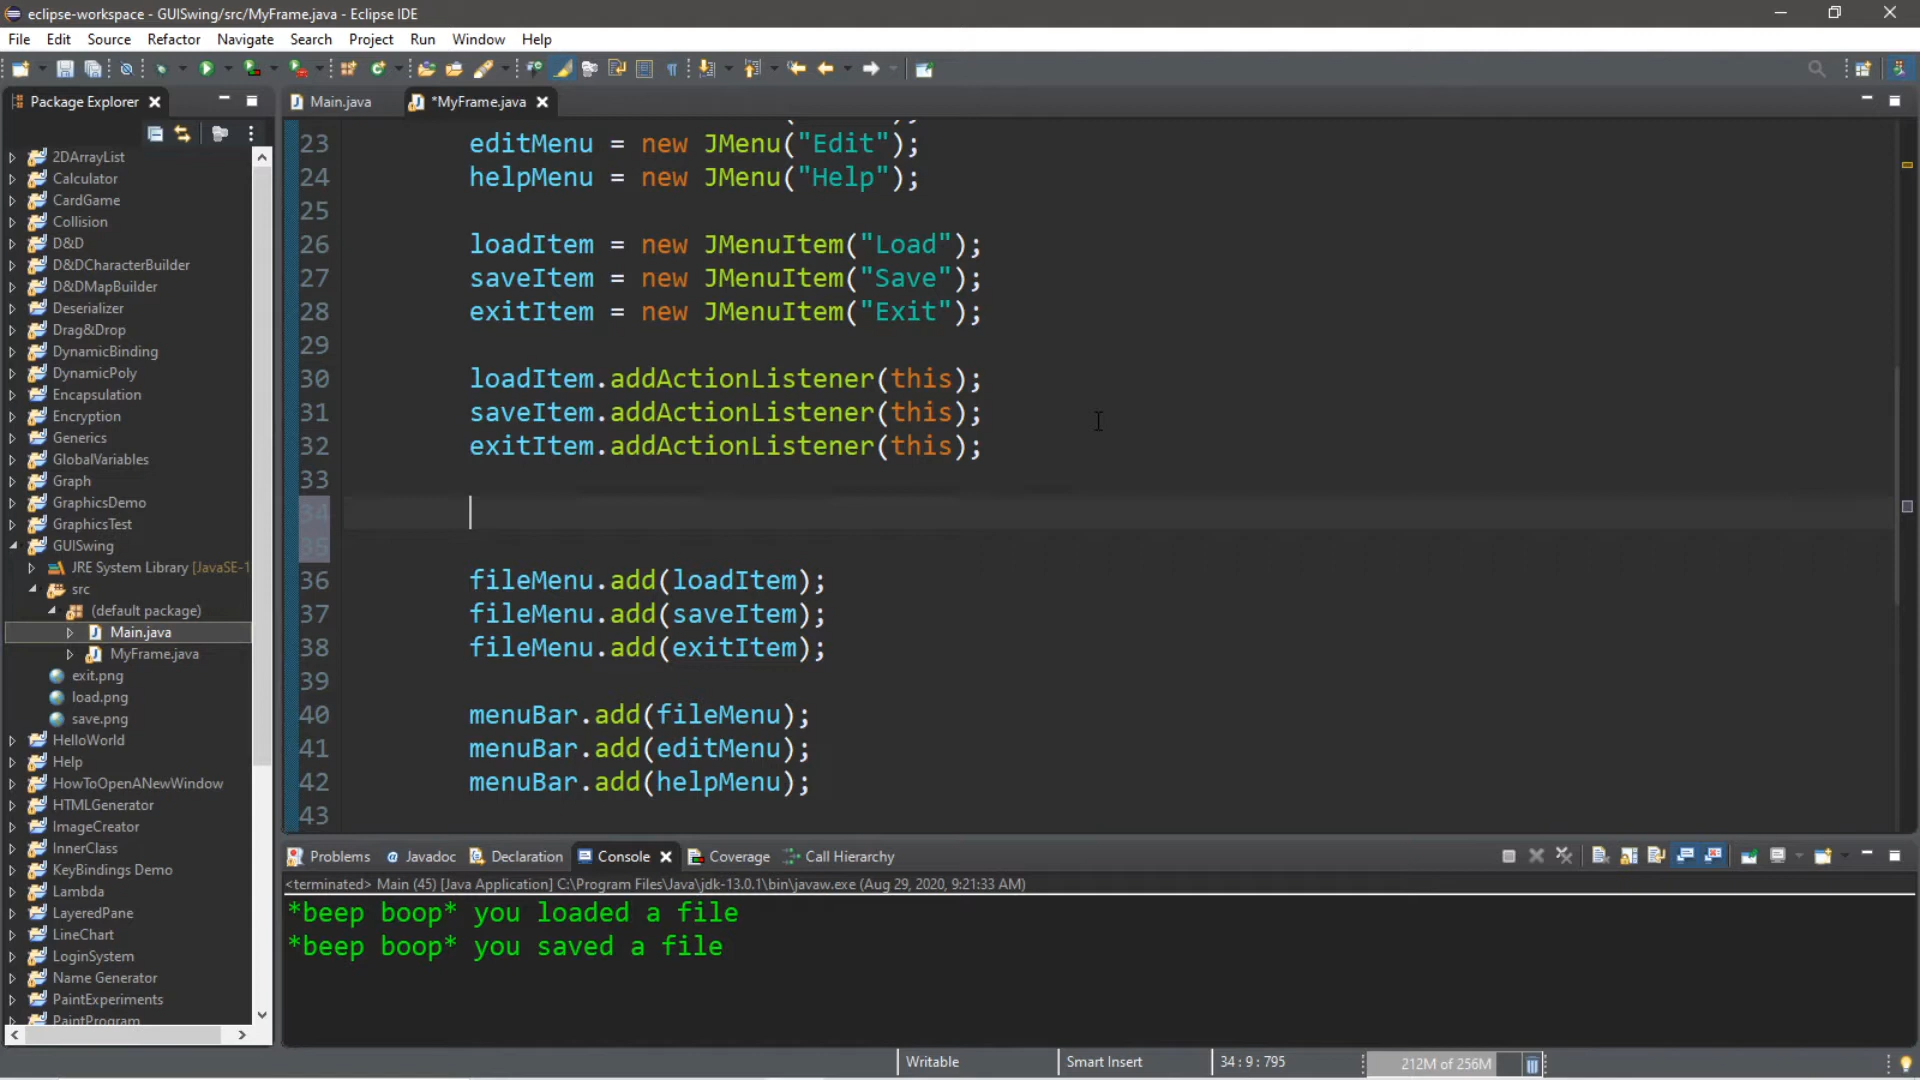 eclipse-workspace - GUISwing/src/MyFrame.java - Eclipse IDE
File Edit Source Refactor Navigate Search Project Run Window Help
Package Explorer
Main.java *MyFrame.java
2DArrayList
Calculator
CardGame
Collision
D&D
D&DCharacterBuilder
D&DMapBuilder
Deserializer
Drag&Drop
DynamicBinding
DynamicPoly
Encapsulation
Encryption
Generics
GlobalVariables
Graph
GraphicsDemo
GraphicsTest
GUISwing
JRE System Library [JavaSE-1
src
(default package)
Main.java
MyFrame.java
exit.png
load.png
save.png
HelloWorld
Help
HowToOpenANewWindow
HTMLGenerator
ImageCreator
InnerClass
KeyBindings Demo
Lambda
LayeredPane
LineChart
LoginSystem
Name Generator
PaintExperiments
PaintProgram
23 editMenu = new JMenu("Edit");
24 helpMenu = new JMenu("Help");
25
26 loadItem = new JMenuItem("Load");
27 saveItem = new JMenuItem("Save");
28 exitItem = new JMenuItem("Exit");
29
30 loadItem.addActionListener(this);
31 saveItem.addActionListener(this);
32 exitItem.addActionListener(this);
33
34
35
36 fileMenu.add(loadItem);
37 fileMenu.add(saveItem);
38 fileMenu.add(exitItem);
39
40 menuBar.add(fileMenu);
41 menuBar.add(editMenu);
42 menuBar.add(helpMenu);
43
Problems Javadoc Declaration Console Coverage Call Hierarchy
<terminated> Main (45) [Java Application] C:\Program Files\Java\jdk-13.0.1\bin\javaw.exe (Aug 29, 2020, 9:21:33 AM)
*beep boop* you loaded a file
*beep boop* you saved a file
Writable Smart Insert 34 : 9 : 795 212M of 256M